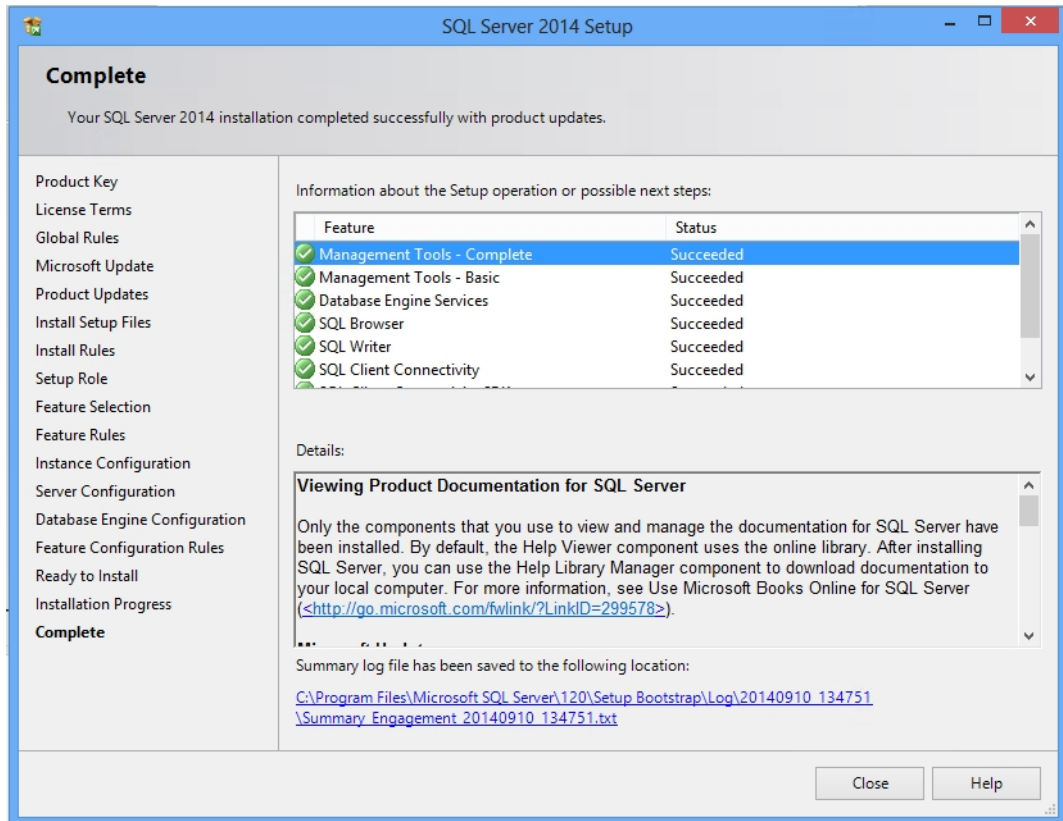 SQL Server 2014 Setup
Complete
Your SQL Server 2014 installation completed successfully with product updates.
Product Key
License Terms
Global Rules
Microsoft Update
Product Updates
Install Setup Files
Install Rules
Setup Role
Feature Selection
Feature Rules
Instance Configuration
Server Configuration
Database Engine Configuration
Feature Configuration Rules
Ready to Install
Installation Progress
Complete
Information about the Setup operation or possible next steps:
Feature Status
Management Tools - Complete Succeeded
Management Tools - Basic Succeeded
Database Engine Services Succeeded
SQL Browser Succeeded
SQL Writer Succeeded
SQL Client Connectivity Succeeded
Details:
Viewing Product Documentation for SQL Server
Only the components that you use to view and manage the documentation for SQL Server have
been installed. By default, the Help Viewer component uses the online library. After installing
SQL Server, you can use the Help Library Manager component to download documentation to
your local computer. For more information, see Use Microsoft Books Online for SQL Server
(<http://go.microsoft.com/fwlink/?LinkID=299578>).
Summary log file has been saved to the following location:
C:\Program Files\Microsoft SQL Server\120\Setup Bootstrap\Log\20140910_134751
\Summary_Engagement_20140910_134751.txt
Close Help